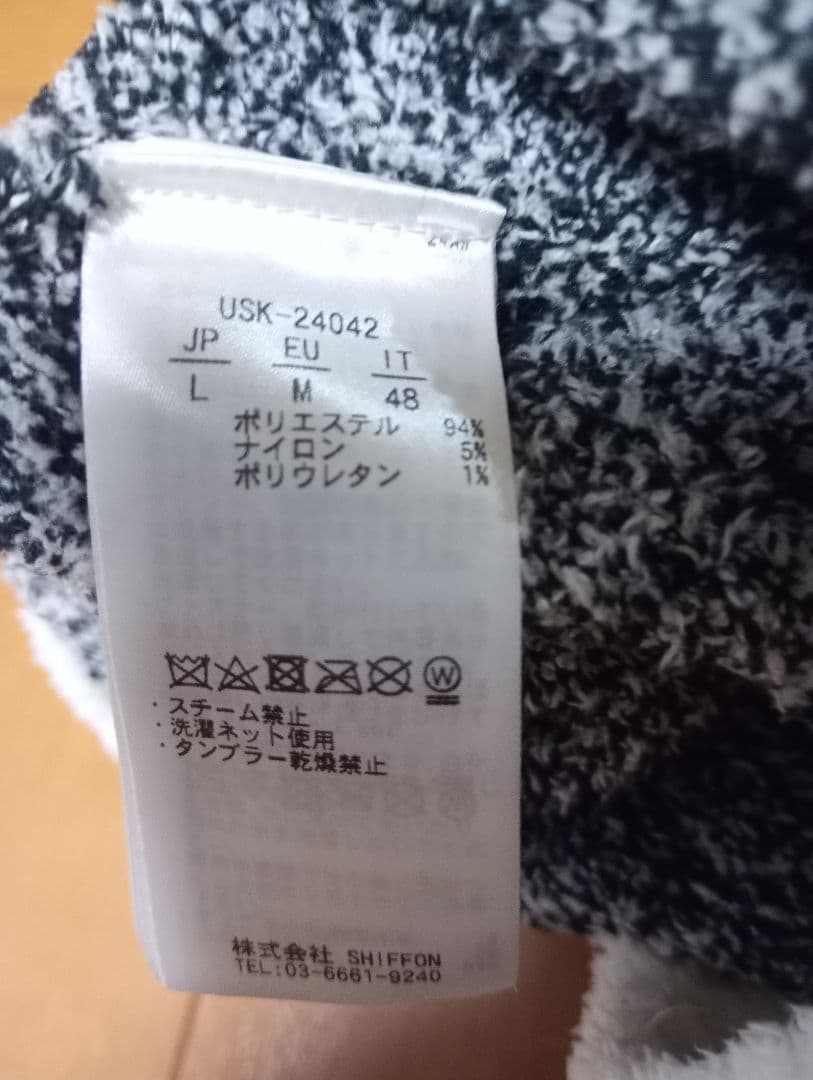 USK-24042
JP EU IT
L M 48
ポリエステル 94%
ナイロン 5%
ポリウレタン 1%
W
・スチーム禁止
・洗濯ネット使用
・タンブラー乾燥禁止
株式会社 SHIFFON
TEL:03-6661-9240